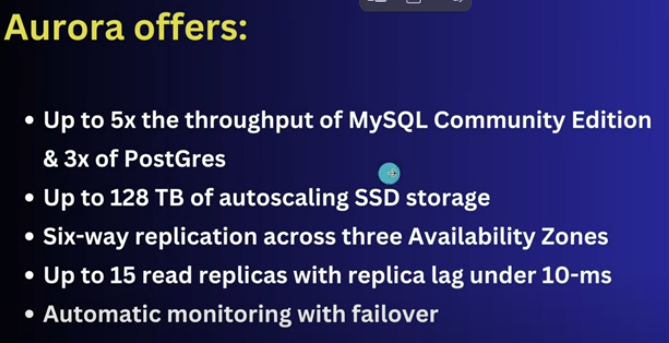 Aurora offers:
• Up to 5x the throughput of MySQL Community Edition
& 3x of PostGres
• Up to 128 TB of autoscaling SSD storage
• Six-way replication across three Availability Zones
• Up to 15 read replicas with replica lag under 10-ms
• Automatic monitoring with failover